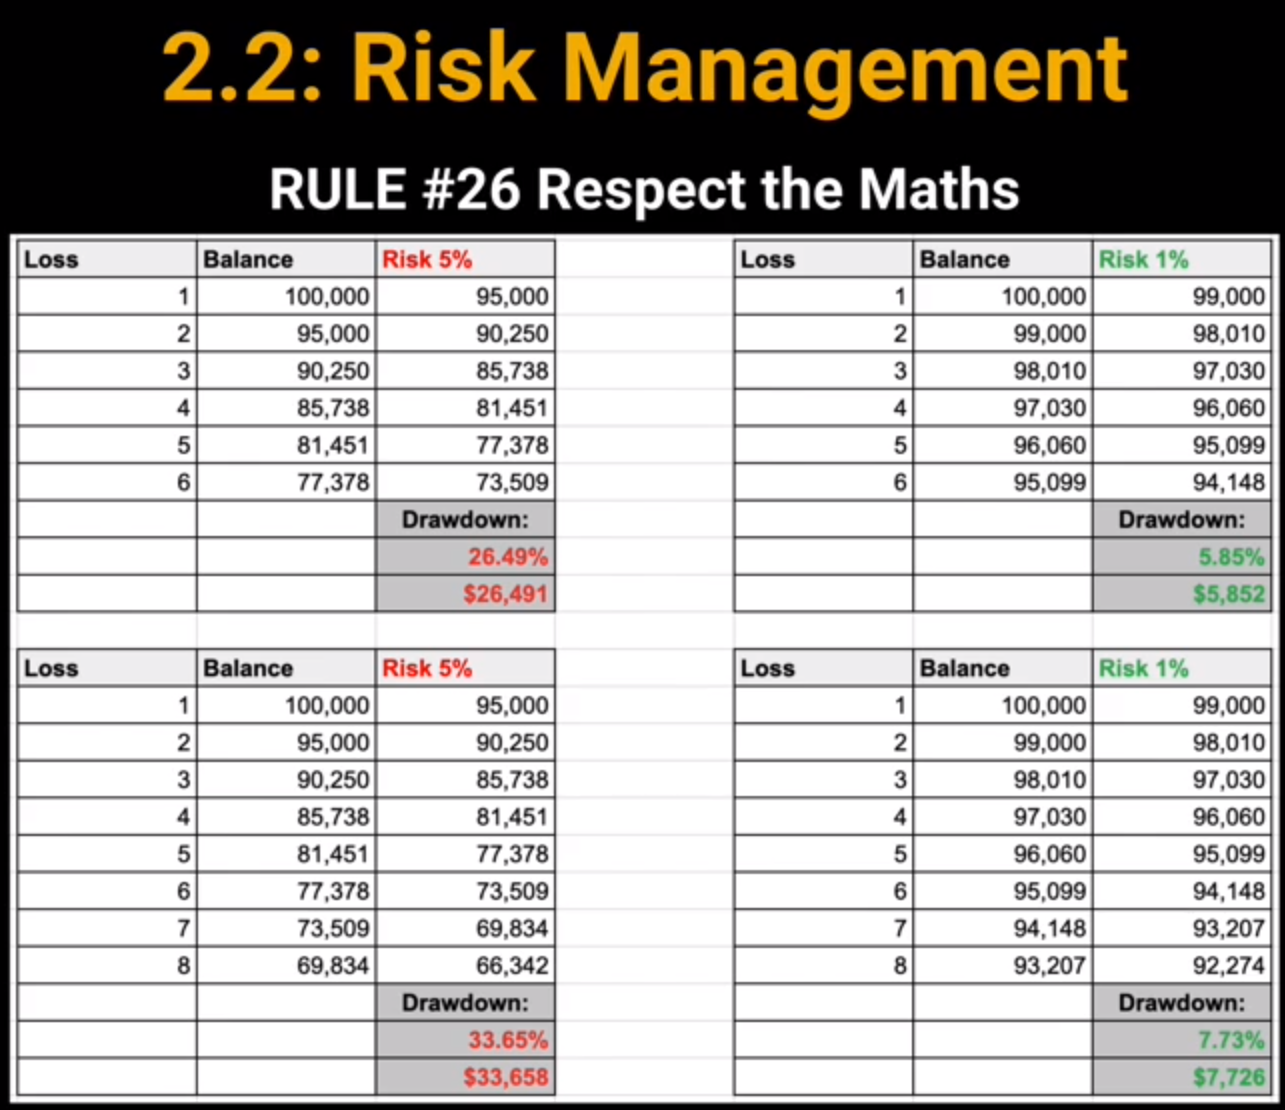 2.2: Risk Management
RULE #26 Respect the Maths
Loss Balance Risk 5%
1 100,000 95,000
2 95,000 90,250
3 90,250 85,738
4 85,738 81,451
5 81,451 77,378
6 77,378 73,509
Drawdown:
26.49%
$26,491
Loss Balance Risk 1%
1 100,000 99,000
2 99,000 98,010
3 98,010 97,030
4 97,030 96,060
5 96,060 95,099
6 95,099 94,148
Drawdown:
5.85%
$5,852
Loss Balance Risk 5%
1 100,000 95,000
2 95,000 90,250
3 90,250 85,738
4 85,738 81,451
5 81,451 77,378
6 77,378 73,509
7 73,509 69,834
8 69,834 66,342
Drawdown:
33.65%
$33,658
Loss Balance Risk 1%
1 100,000 99,000
2 99,000 98,010
3 98,010 97,030
4 97,030 96,060
5 96,060 95,099
6 95,099 94,148
7 94,148 93,207
8 93,207 92,274
Drawdown:
7.73%
$7,726